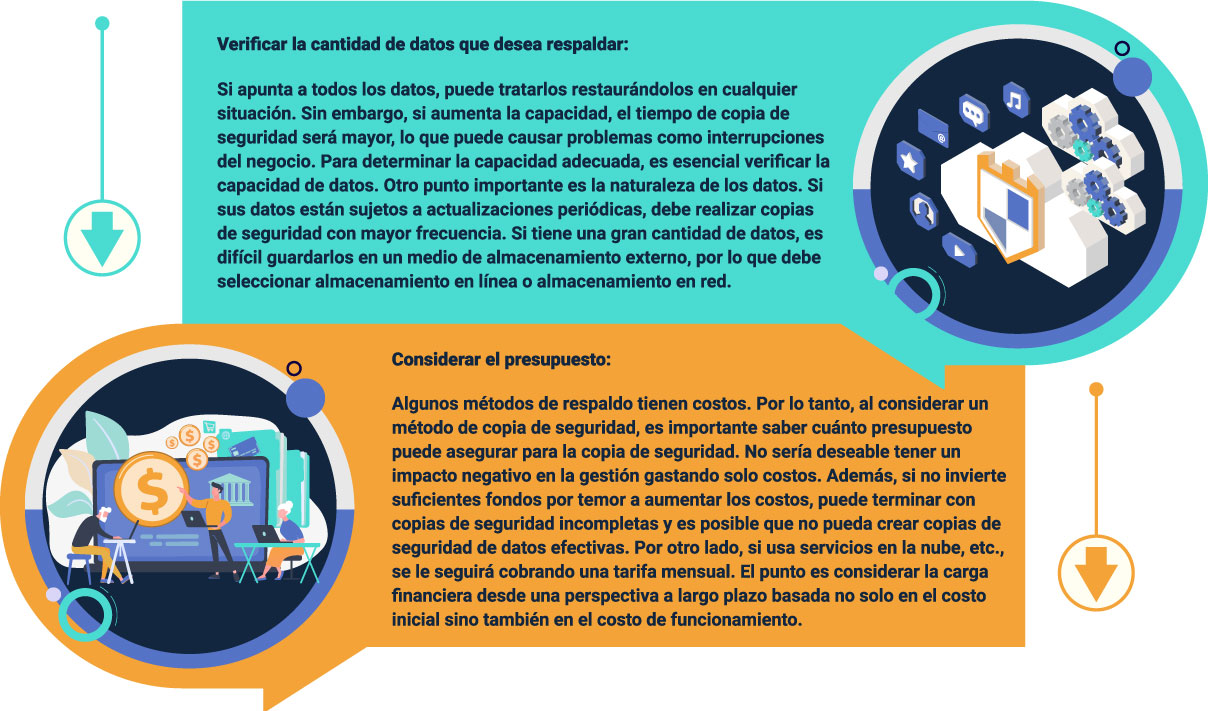 Verificar la cantidad de datos que desea respaldar:
Si apunta a todos los datos, puede tratarlos restaurándolos en cualquier
situación. Sin embargo, si aumenta la capacidad, el tiempo de copia de
seguridad será mayor, lo que puede causar problemas como interrupciones
del negocio. Para determinar la capacidad adecuada, es esencial verificar la
capacidad de datos. Otro punto importante es la naturaleza de los datos. Si
sus datos están sujetos a actualizaciones periódicas, debe realizar copias
de seguridad con mayor frecuencia. Si tiene una gran cantidad de datos, es
difícil guardarlos en un medio de almacenamiento externo, por lo que debe
seleccionar almacenamiento en línea o almacenamiento en red.
Considerar el presupuesto:
Algunos métodos de respaldo tienen costos. Por lo tanto, al considerar un
método de copia de seguridad, es importante saber cuánto presupuesto
puede asegurar para la copia de seguridad. No sería deseable tener un
impacto negativo en la gestión gastando solo costos. Además, si no invierte
suficientes fondos por temor a aumentar los costos, puede terminar con
copias de seguridad incompletas y es posible que no pueda crear copias de
seguridad de datos efectivas. Por otro lado, si usa servicios en la nube, etc.,
se le seguirá cobrando una tarifa mensual. El punto es considerar la carga
financiera desde una perspectiva a largo plazo basada no solo en el costo
inicial sino también en el costo de funcionamiento.